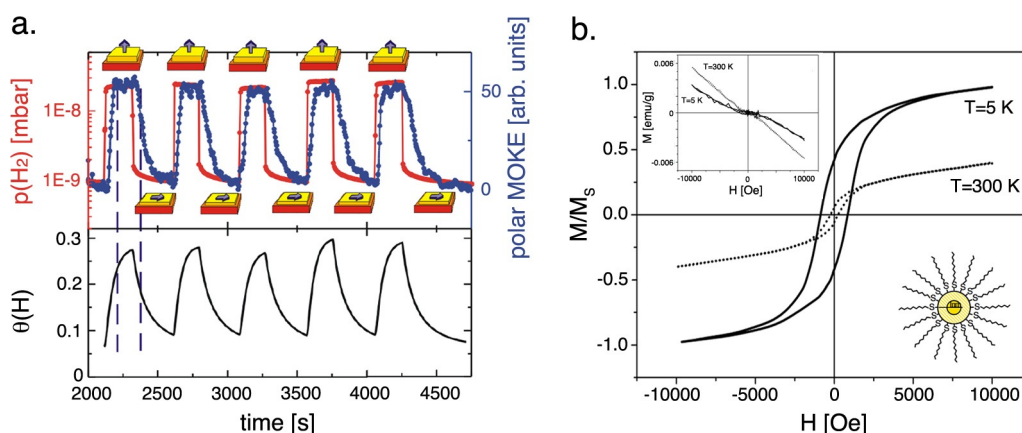 a.
p(H2) [mbar]
1E-8
1E-9
50
0
polar MOKE [arb. units]
θ(H)
0.3
0.2
0.1
0
2000 2500 3000 3500 4000 4500
time [s]
b.
M/Ms
1.0
0.5
0.0
-0.5
-1.0
-10000 -5000 0 5000 10000
H [Oe]
T=5 K
T=300 K
M [emu/g]
0.006
0
-0.006
T=300 K
T=5 K
-10000 0 10000
H [Oe]
S S S S S S S S S S S S S S S S